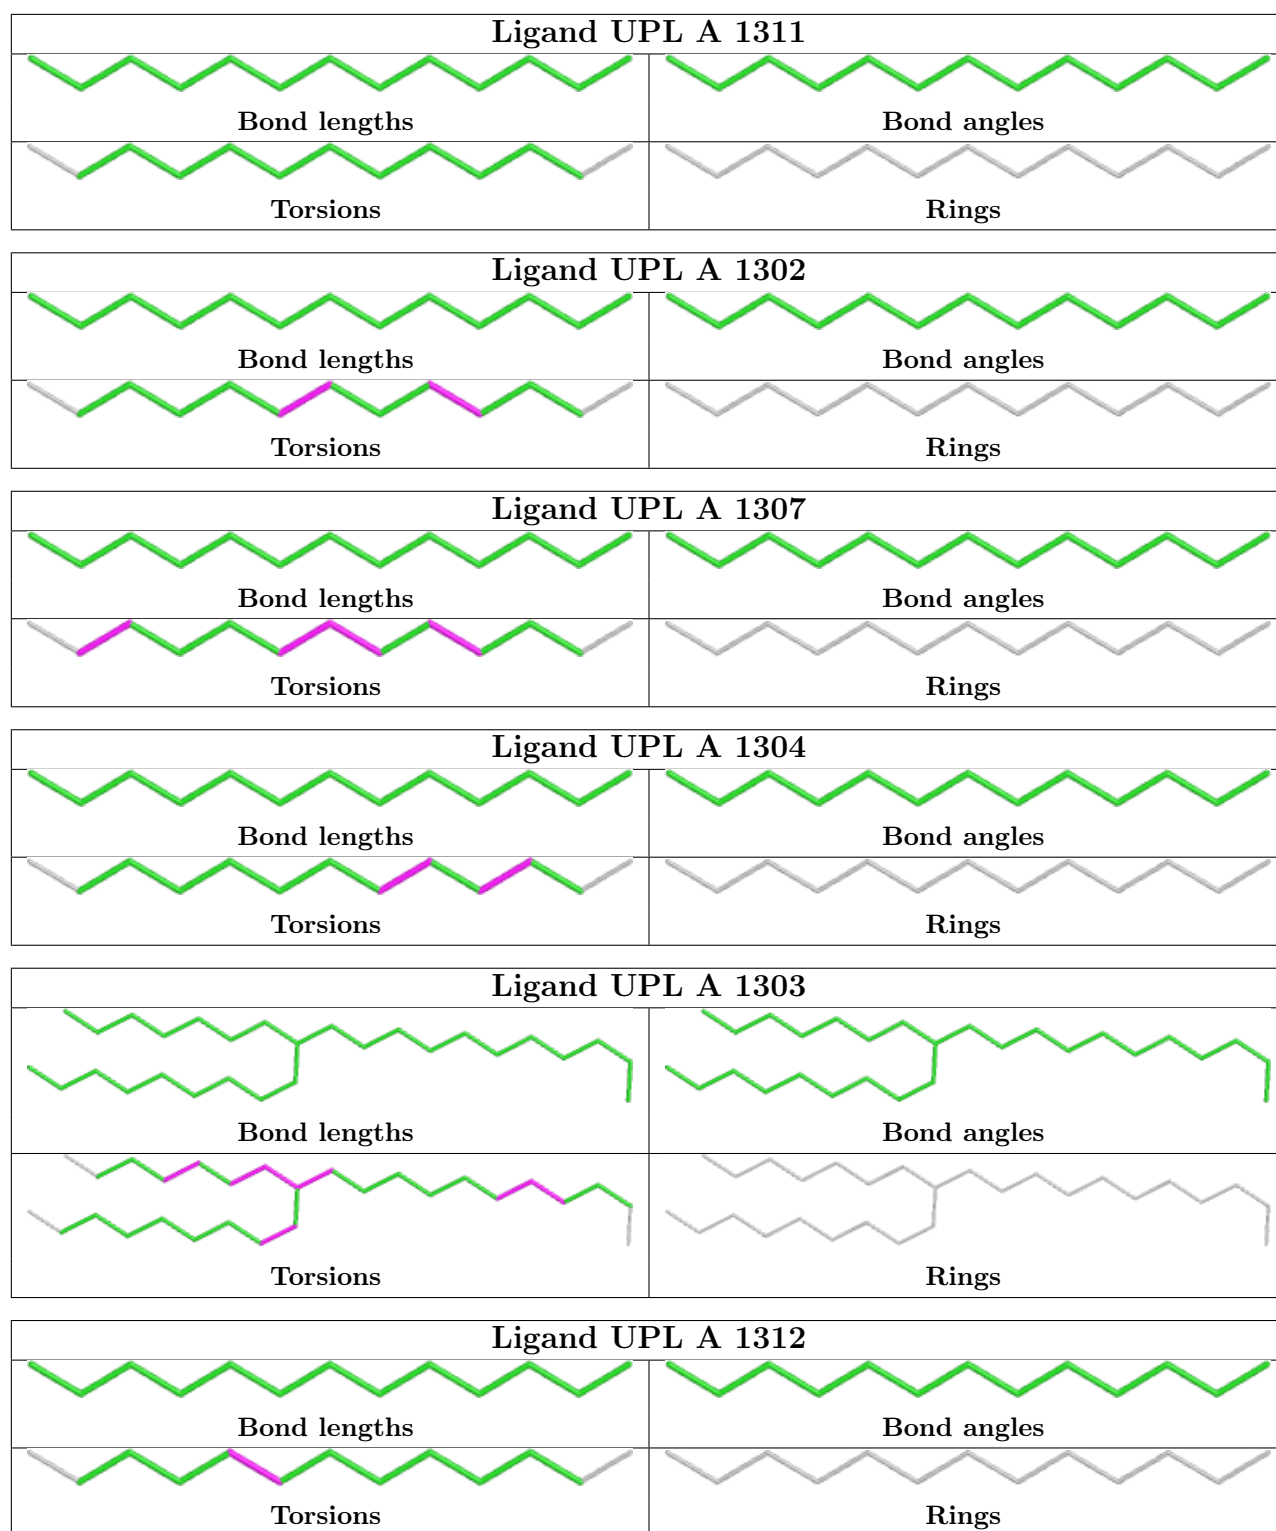 Ligand UPL A 1311
Bond lengths Bond angles
Torsions Rings
Ligand UPL A 1302
Bond lengths Bond angles
Torsions Rings
Ligand UPL A 1307
Bond lengths Bond angles
Torsions Rings
Ligand UPL A 1304
Bond lengths Bond angles
Torsions Rings
Ligand UPL A 1303
Bond lengths Bond angles
Torsions Rings
Ligand UPL A 1312
Bond lengths Bond angles
Torsions Rings